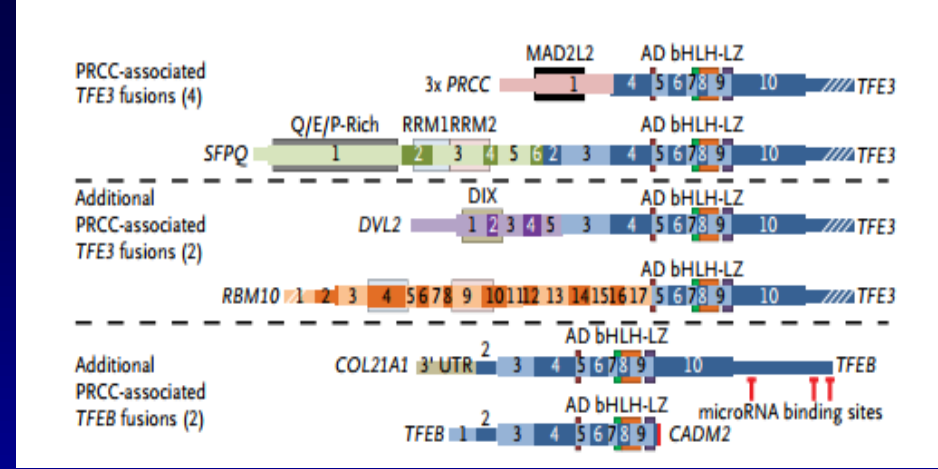 MAD2L2 AD bHLH-LZ
PRCC-associated
TFE3 fusions (4)
3x PRCC 1 4 5 6 7 8 9 10 TFE3
Q/E/P-Rich RRM1 RRM2 AD bHLH-LZ
SFPQ 1 2 3 4 5 6 2 3 4 5 6 7 8 9 10 TFE3
Additional
PRCC-associated
TFE3 fusions (2)
DIX AD bHLH-LZ
DVL2 1 2 3 4 5 3 4 5 6 7 8 9 10 TFE3
AD bHLH-LZ
RBM10 1 2 3 4 5 6 7 8 9 10 11 12 13 14 15 16 17 5 6 7 8 9 10 TFE3
Additional
PRCC-associated
TFEB fusions (2)
AD bHLH-LZ
COL21A1 3' UTR 2 3 4 5 6 7 8 9 10 TFEB
microRNA binding sites
AD bHLH-LZ
TFEB 1 2 3 4 5 6 7 8 9 CADM2